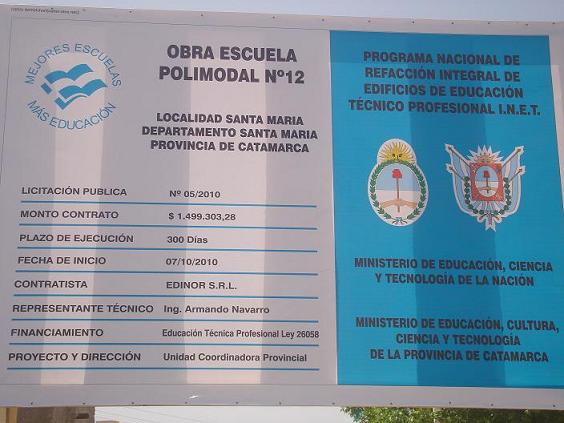 MEJORES ESCUELAS
MÁS EDUCACIÓN
OBRA ESCUELA
POLIMODAL Nº12
LOCALIDAD SANTA MARIA
DEPARTAMENTO SANTA MARIA
PROVINCIA DE CATAMARCA
LICITACIÓN PUBLICA Nº 05/2010
MONTO CONTRATO $ 1.499.303,28
PLAZO DE EJECUCIÓN 300 Días
FECHA DE INICIO 07/10/2010
CONTRATISTA EDINOR S.R.L.
REPRESENTANTE TÉCNICO Ing. Armando Navarro
FINANCIAMIENTO Educación Técnica Profesional Ley 26058
PROYECTO Y DIRECCIÓN Unidad Coordinadora Provincial
PROGRAMA NACIONAL DE
REFACCIÓN INTEGRAL DE
EDIFICIOS DE EDUCACIÓN
TÉCNICO PROFESIONAL I.N.E.T.
MINISTERIO DE EDUCACIÓN, CIENCIA
Y TECNOLOGÍA DE LA NACIÓN
MINISTERIO DE EDUCACIÓN, CULTURA,
CIENCIA Y TECNOLOGÍA
DE LA PROVINCIA DE CATAMARCA